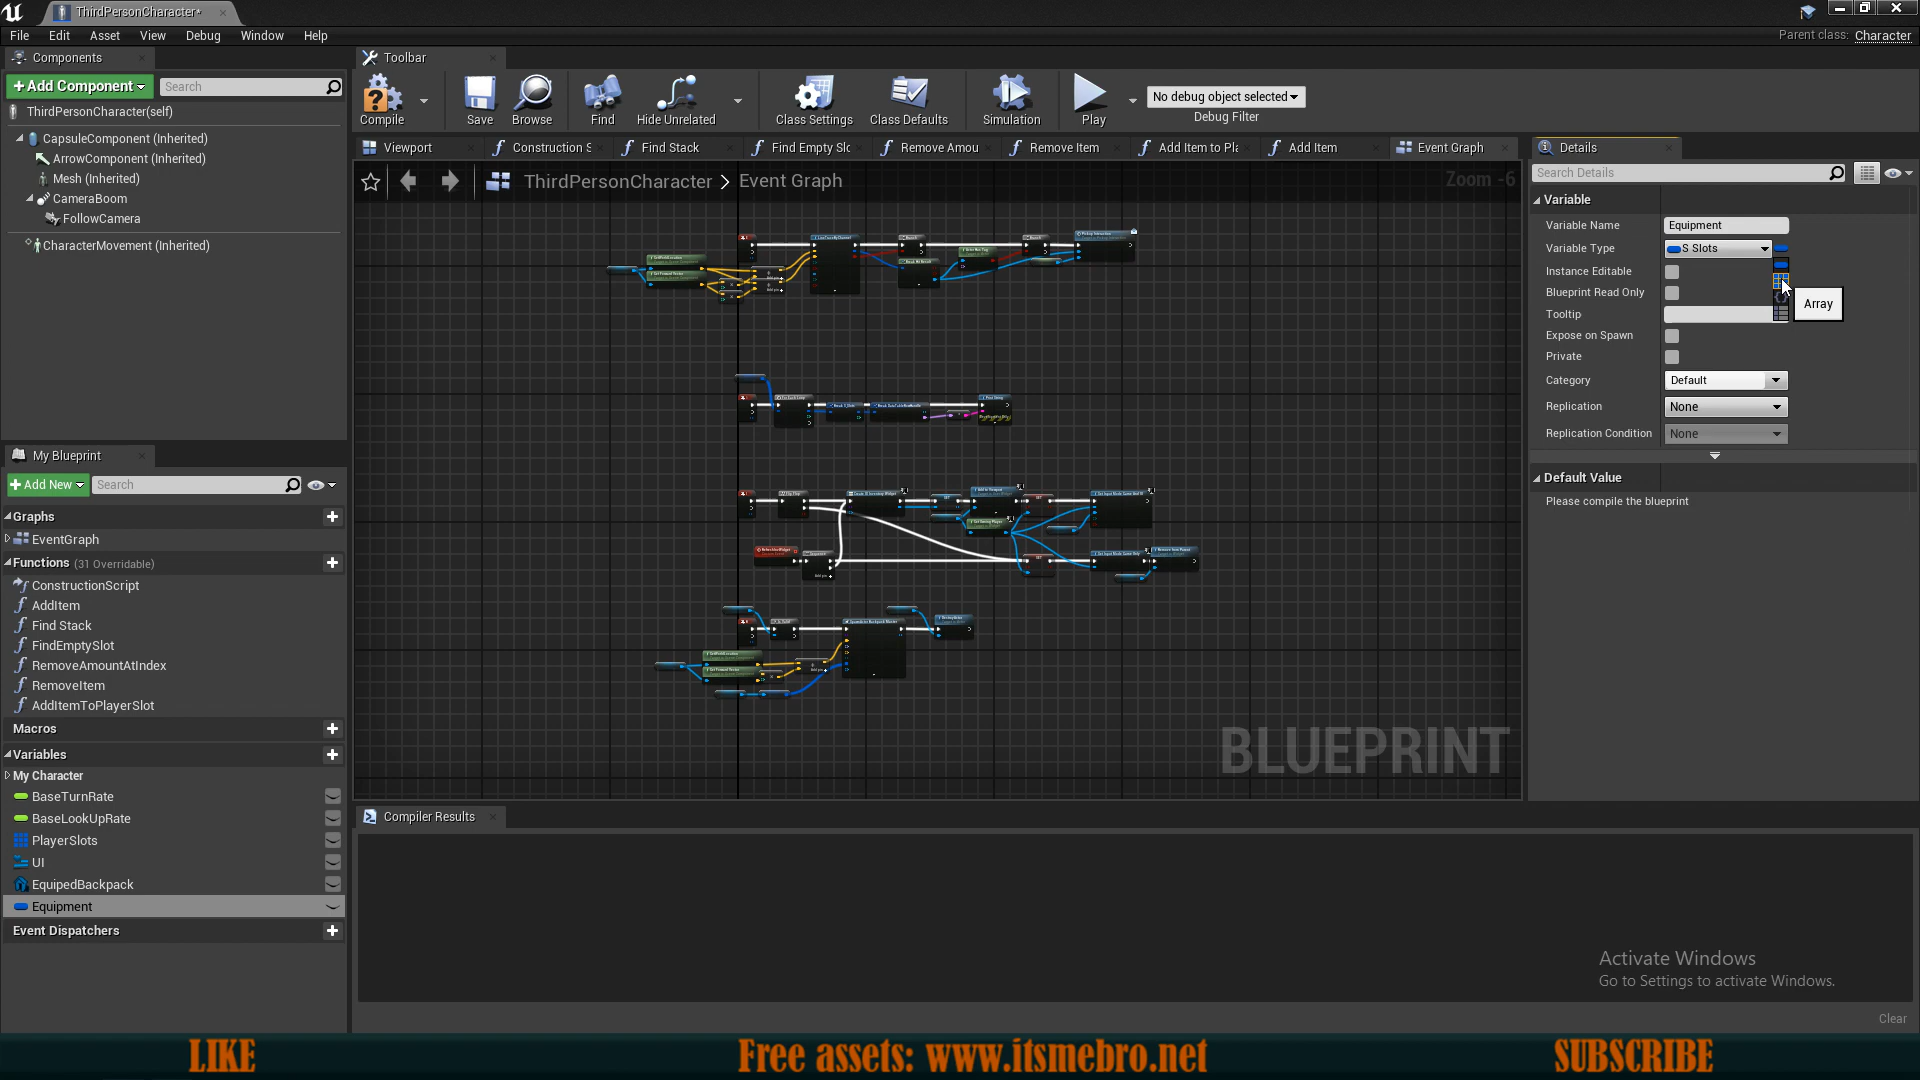 ThirdPersonCharacter*
File Edit Asset View Debug Window Help
Parent class: Character
Components
Toolbar
+Add Component
Search
ThirdPersonCharacter(self)
CapsuleComponent (Inherited)
ArrowComponent (Inherited)
Mesh (Inherited)
CameraBoom
FollowCamera
CharacterMovement (Inherited)
Compile
Save
Browse
Find
Hide Unrelated
Class Settings
Class Defaults
Simulation
Play
No debug object selected
Debug Filter
Viewport
Construction S
Find Stack
Find Empty Slo
Remove Amou
Remove Item
Add Item to Pla
Add Item
Event Graph
ThirdPersonCharacter > Event Graph
Zoom -6
BLUEPRINT
Details
Search Details
Variable
Variable Name Equipment
Variable Type S Slots
Instance Editable
Blueprint Read Only
Tooltip
Expose on Spawn
Private
Category Default
Replication None
Replication Condition None
Array
Default Value
Please compile the blueprint
My Blueprint
+Add New
Search
Graphs
EventGraph
Functions (31 Overridable)
ConstructionScript
AddItem
Find Stack
FindEmptySlot
RemoveAmountAtIndex
RemoveItem
AddItemToPlayerSlot
Macros
Variables
My Character
BaseTurnRate
BaseLookUpRate
PlayerSlots
UI
EquipedBackpack
Equipment
Event Dispatchers
Compiler Results
Activate Windows
Go to Settings to activate Windows.
Clear
LIKE
Free assets: www.itsmebro.net
SUBSCRIBE